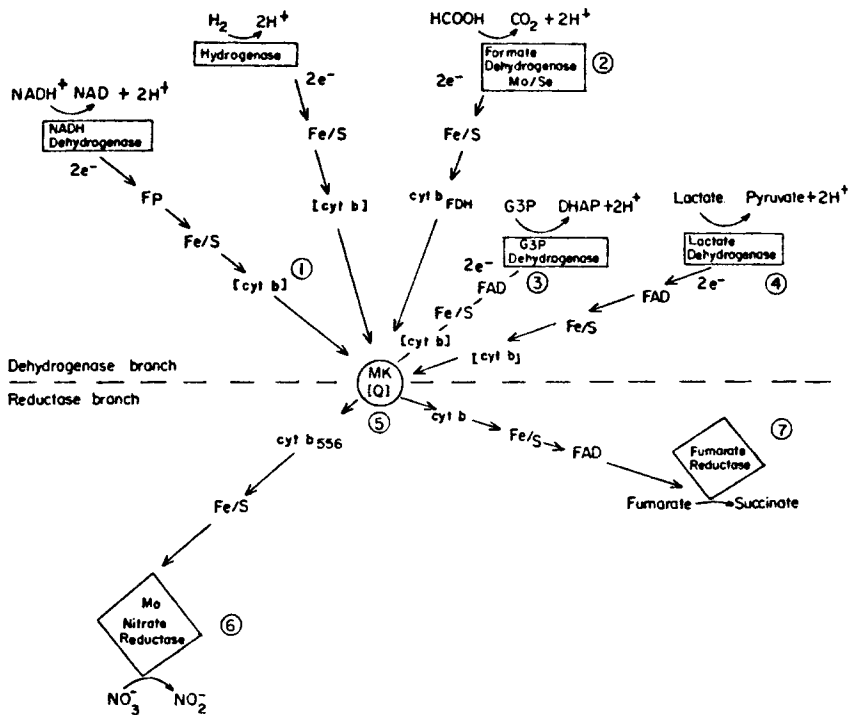 H₂ 2H⁺
Hydrogenase
2e⁻
Fe/S
[cyt b]
HCOOH CO₂ + 2H⁺
Formate
Dehydrogenase
Mo/Se
②
2e⁻
Fe/S
cyt b FDH
NADH⁺ NAD + 2H⁺
NADH
Dehydrogenase
2e⁻
FP
Fe/S
[cyt b]
①
G3P DHAP +2H⁺
G3P
Dehydrogenase
③
2e⁻
FAD
Fe/S
[cyt b]
Lactate Pyruvate + 2H⁺
Lactate
Dehydrogenase
④
2e⁻
FAD
Fe/S
[cyt b]
Dehydrogenase branch
Reductase branch
MK
[Q]
⑤
cyt b₅₅₆
Fe/S
Mo
Nitrate
Reductase
⑥
NO₃⁻ NO₂⁻
cyt b
Fe/S
FAD
Fumarate
Reductase
⑦
Fumarate Succinate